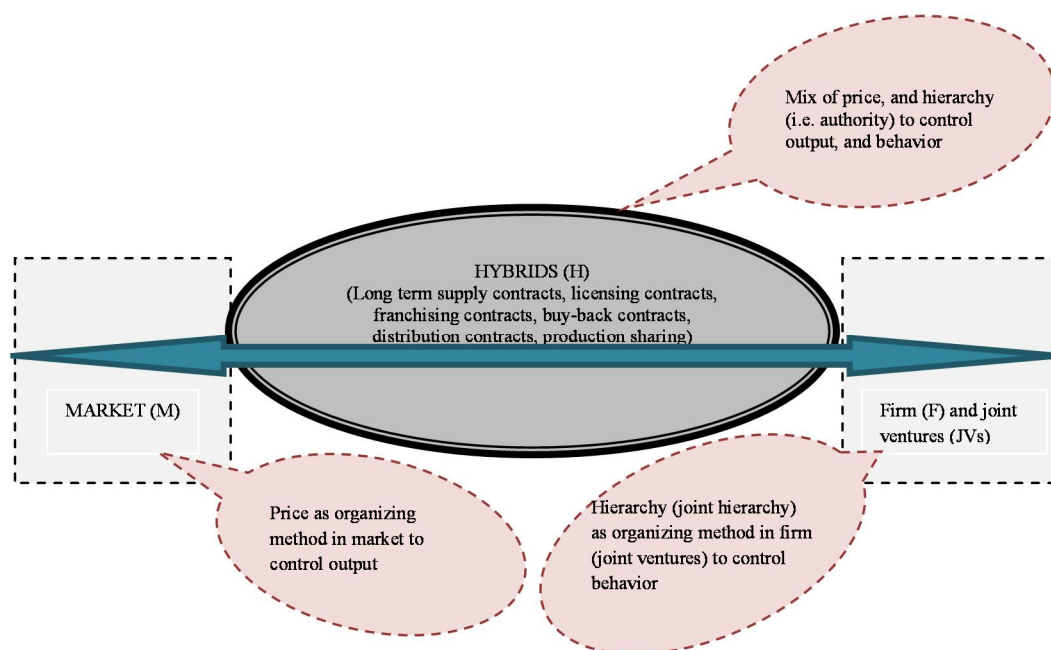 Mix of price, and hierarchy
(i.e. authority) to control
output, and behavior
HYBRIDS (H)
(Long term supply contracts, licensing contracts,
franchising contracts, buy-back contracts,
distribution contracts, production sharing)
MARKET (M)
Firm (F) and joint
ventures (JVs)
Price as organizing
method in market to
control output
Hierarchy (joint hierarchy)
as organizing method in firm
(joint ventures) to control
behavior